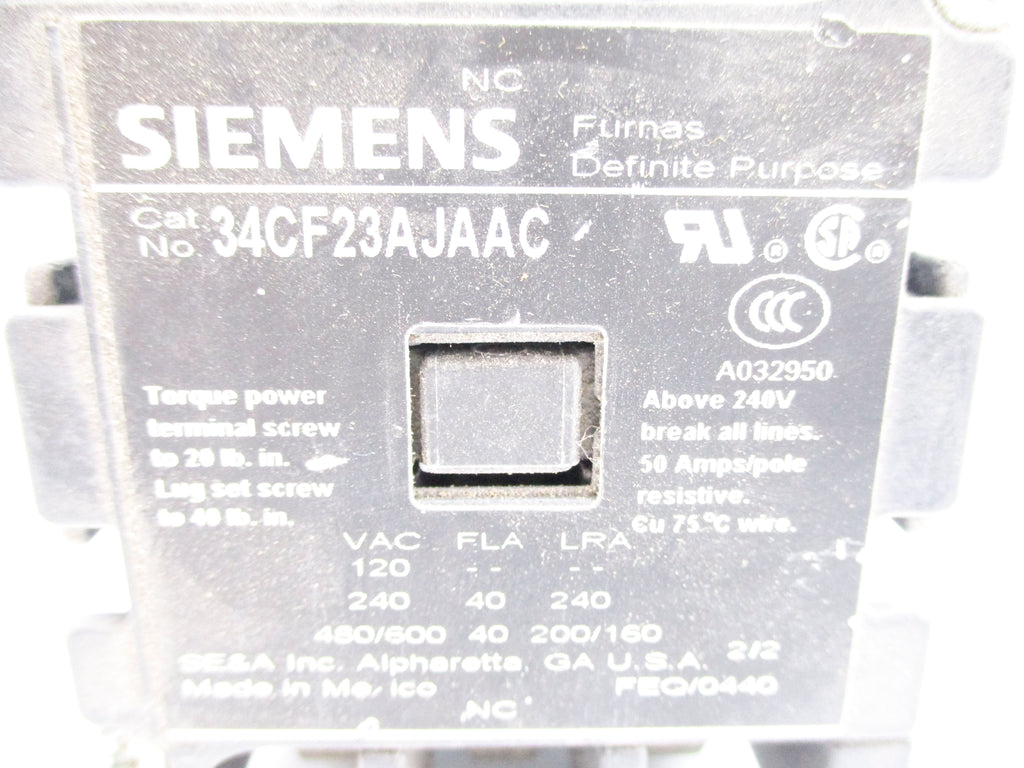 NC
SIEMENS
Furnas
Definite Purpose
Cat.
No. 34CF23AJAAC
A032950
Torque power
terminal screw
to 20 lb. in.
Lug set screw
to 40 lb. in.
Above 240V
break all lines.
50 Amps/pole
resistive.
Cu 75 °C wire.
VAC FLA LRA
120 -- --
240 40 240
480/600 40 200/160
SE&A Inc. Alpharetta, GA U.S.A. 2/2
Made in Mexico FEQ/0440
NC